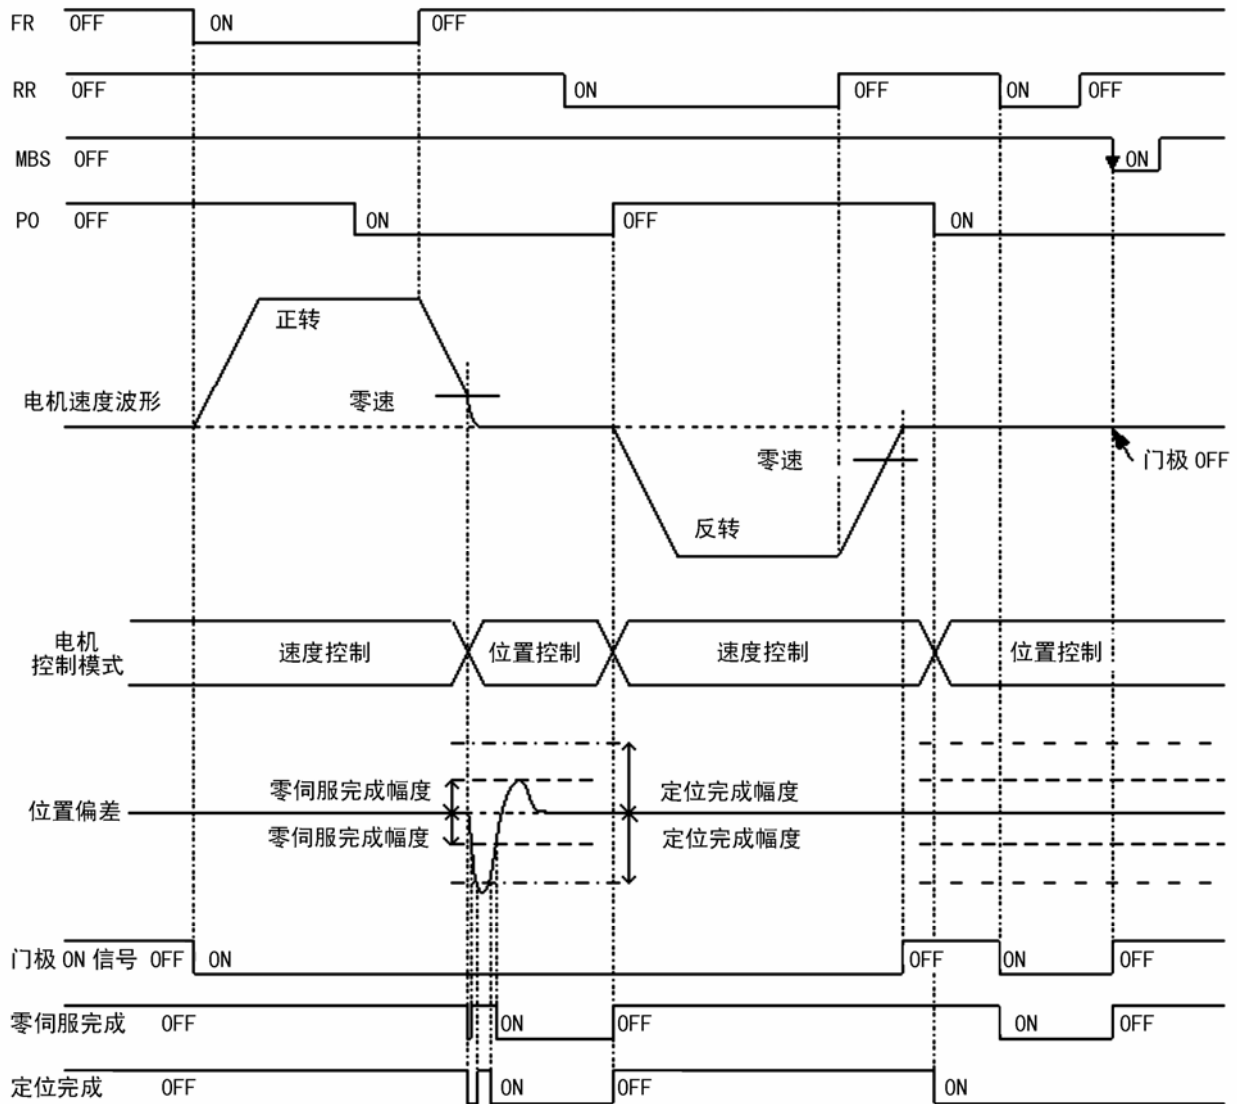 FR OFF ON OFF
RR OFF ON OFF ON OFF
MBS OFF ON
PO OFF ON OFF ON
正转
电机速度波形 零速
零速 门极 OFF
反转
电机
控制模式 速度控制 位置控制 速度控制 位置控制
零伺服完成幅度 定位完成幅度
位置偏差
零伺服完成幅度 定位完成幅度
门极 ON 信号 OFF ON OFF ON OFF
零伺服完成 OFF ON OFF ON OFF
定位完成 OFF ON OFF ON